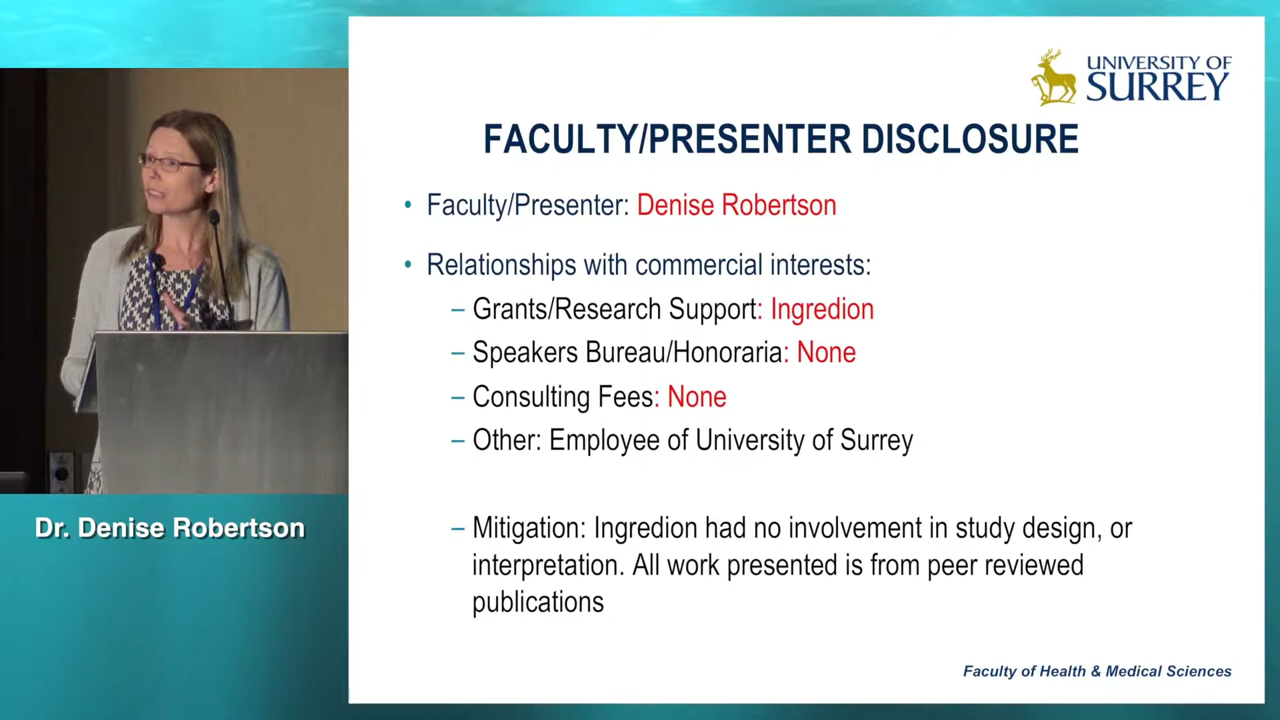 UNIVERSITY OF
SURREY
FACULTY/PRESENTER DISCLOSURE
• Faculty/Presenter: Denise Robertson
• Relationships with commercial interests:
– Grants/Research Support: Ingredion
– Speakers Bureau/Honoraria: None
– Consulting Fees: None
– Other: Employee of University of Surrey
– Mitigation: Ingredion had no involvement in study design, or
interpretation. All work presented is from peer reviewed
publications
Faculty of Health & Medical Sciences
Dr. Denise Robertson